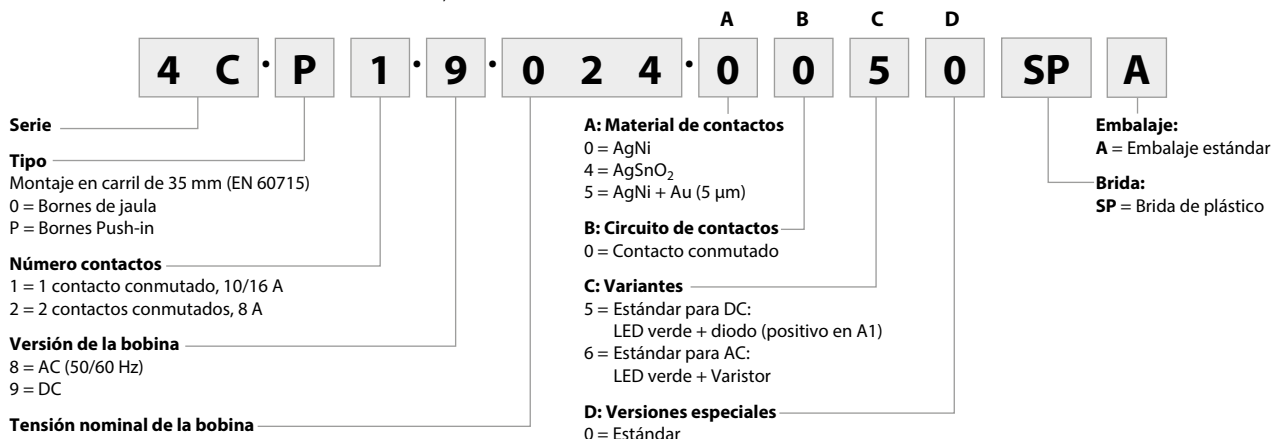 A B C D
4 C · P 1 · 9 · 0 2 4 · 0 0 5 0 SP A
Serie
Tipo
Montaje en carril de 35 mm (EN 60715)
0 = Bornes de jaula
P = Bornes Push-in
Número contactos
1 = 1 contacto conmutado, 10/16 A
2 = 2 contactos conmutados, 8 A
Versión de la bobina
8 = AC (50/60 Hz)
9 = DC
Tensión nominal de la bobina
A: Material de contactos
0 = AgNi
4 = AgSnO₂
5 = AgNi + Au (5 µm)
B: Circuito de contactos
0 = Contacto conmutado
C: Variantes
5 = Estándar para DC:
LED verde + diodo (positivo en A1)
6 = Estándar para AC:
LED verde + Varistor
D: Versiones especiales
0 = Estándar
Embalaje:
A = Embalaje estándar
Brida:
SP = Brida de plástico